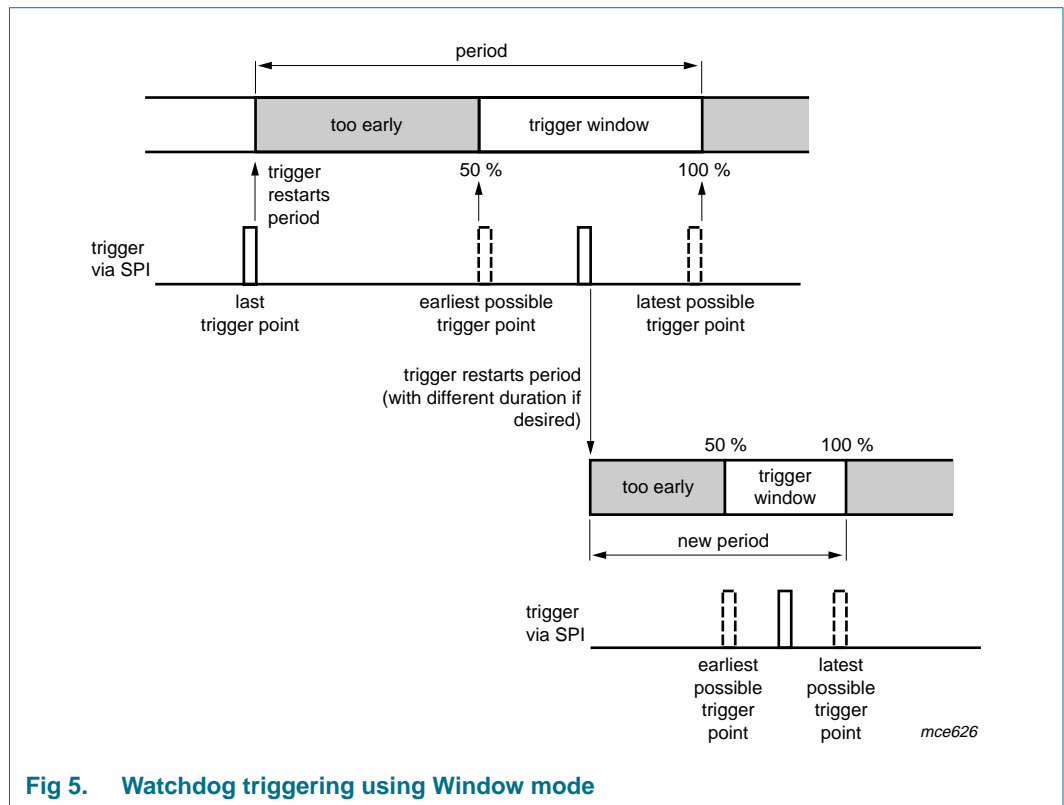 period
too early
trigger window
trigger
restarts
period
50 %
100 %
trigger
via SPI
last
trigger point
earliest possible
trigger point
latest possible
trigger point
trigger restarts period
(with different duration if
desired)
50 %
100 %
too early
trigger
window
new period
trigger
via SPI
earliest
possible
trigger
point
latest
possible
trigger
point
mce626
Fig 5. Watchdog triggering using Window mode